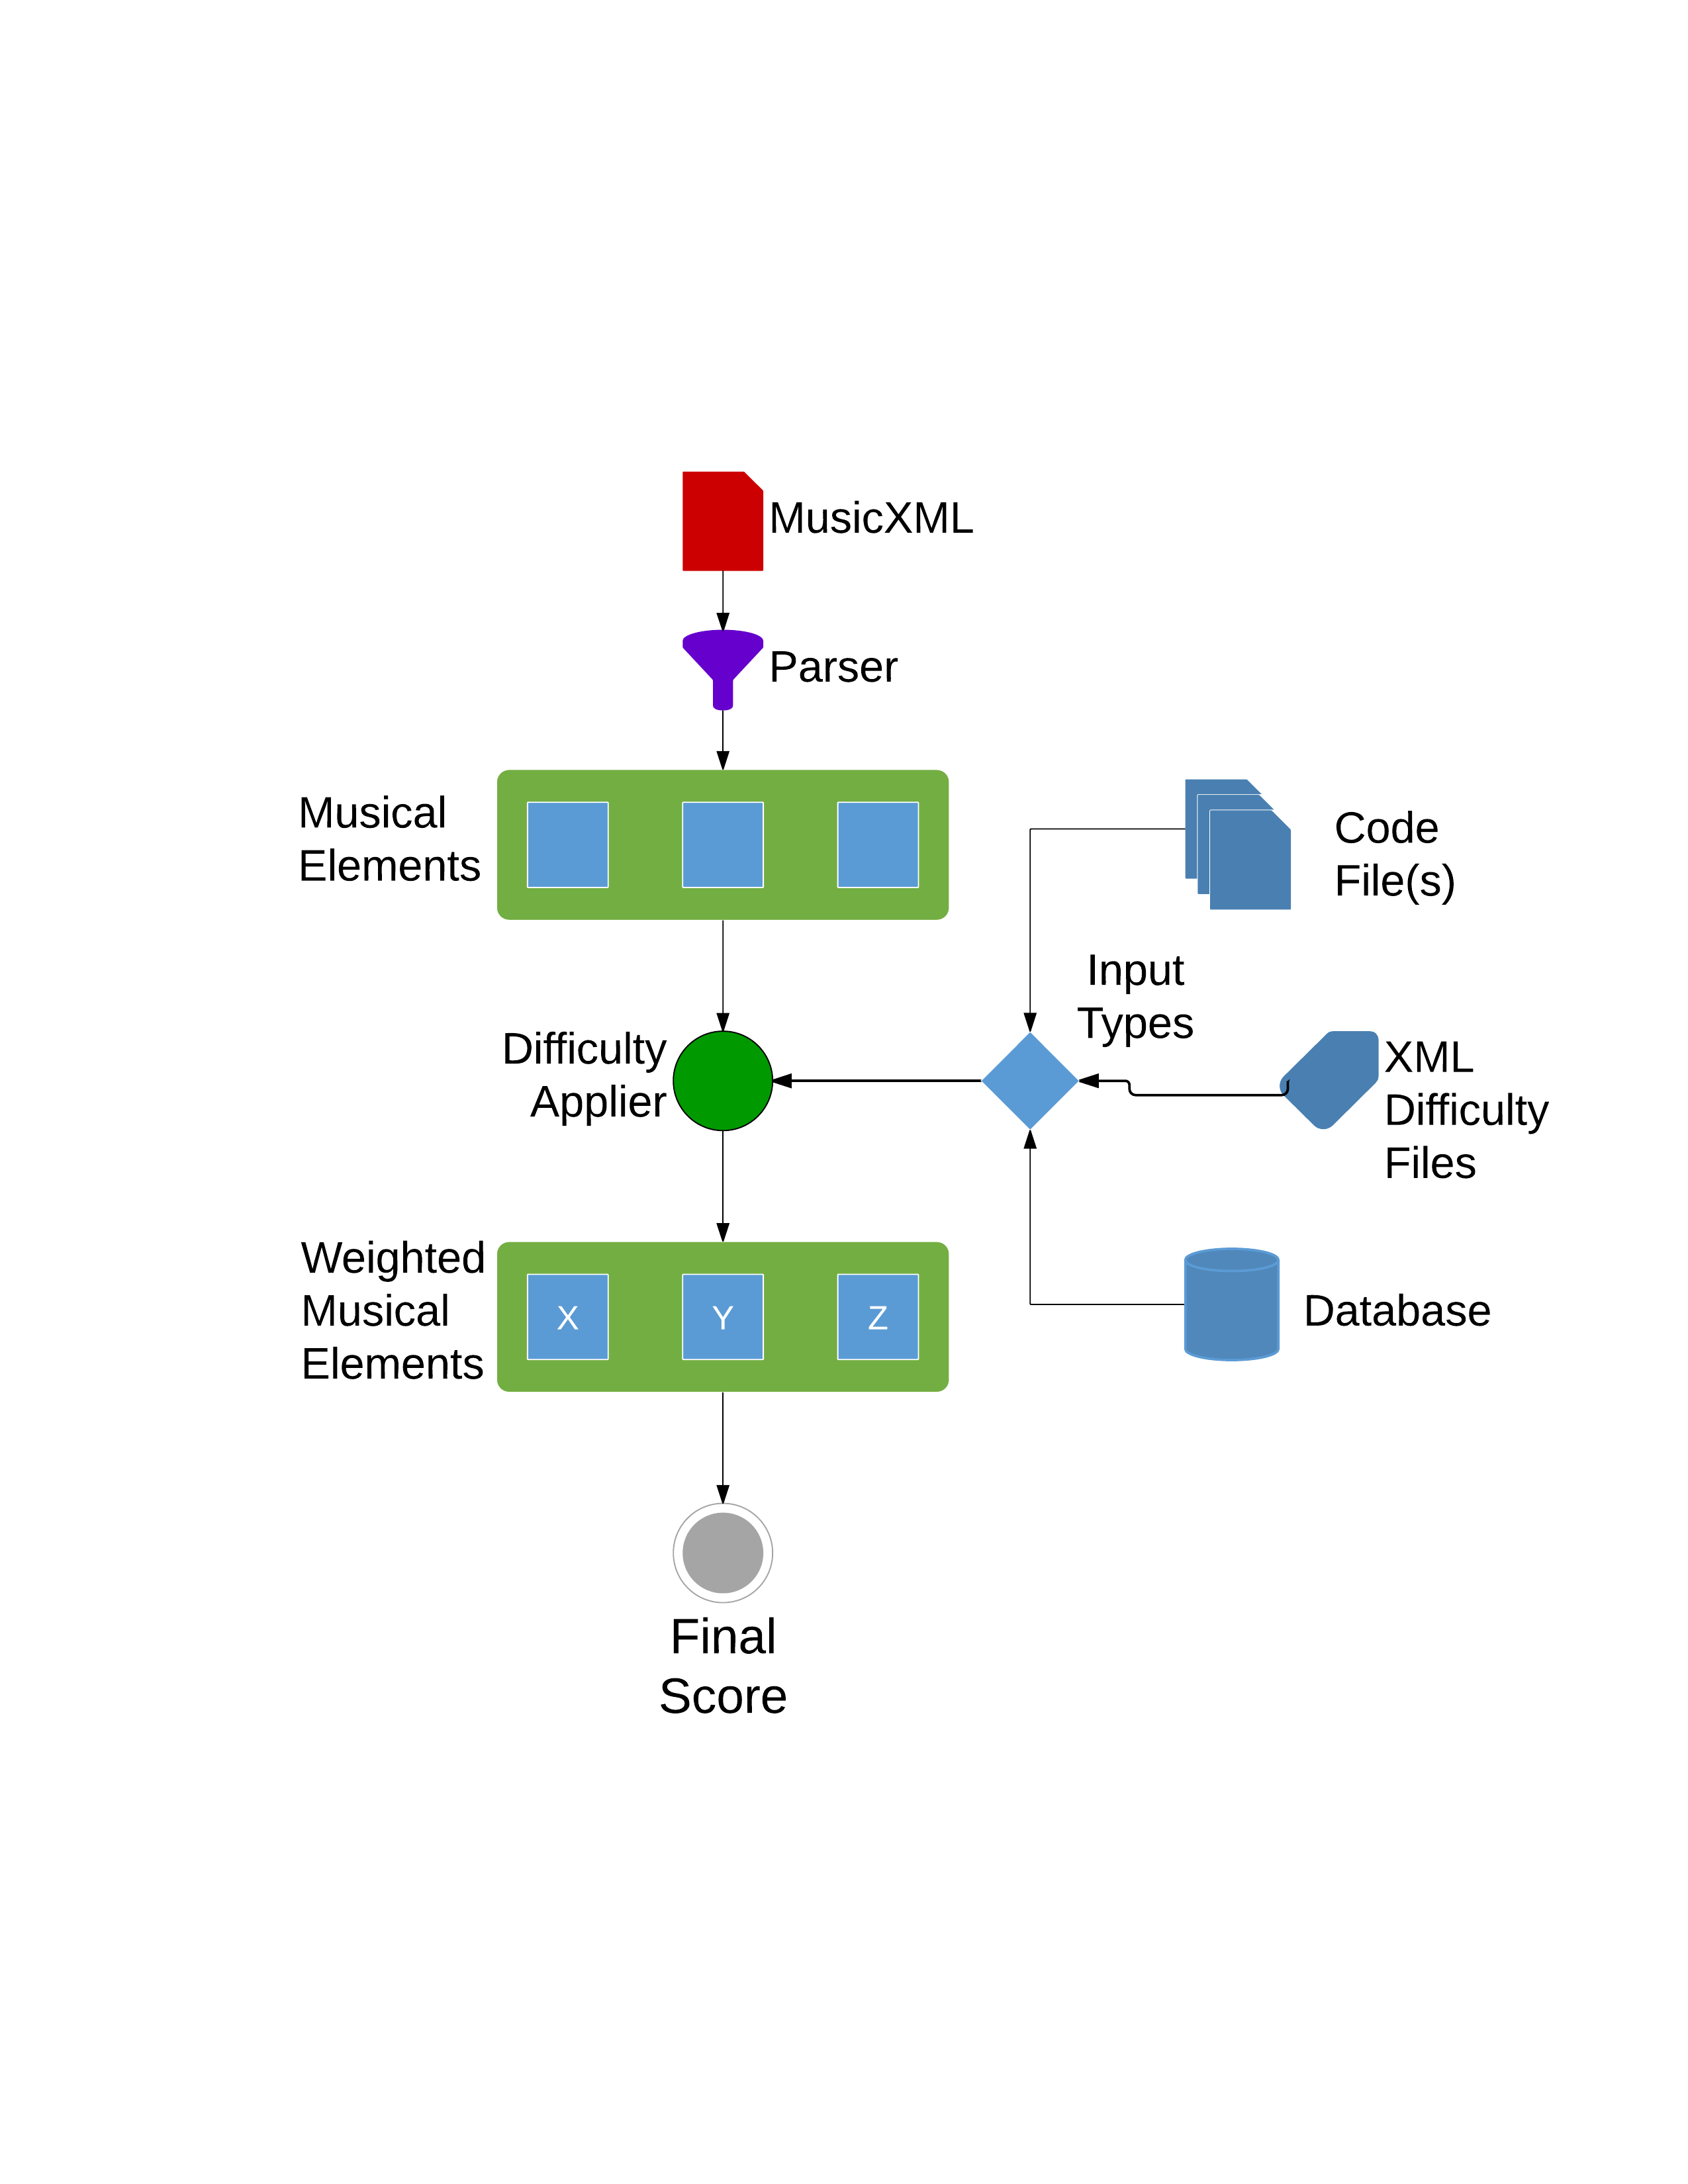 MusicXML
Parser
Musical
Elements
Code
File(s)
Input
Types
Difficulty
Applier
XML
Difficulty
Files
Weighted
Musical
Elements
X
Y
Z
Database
Final
Score